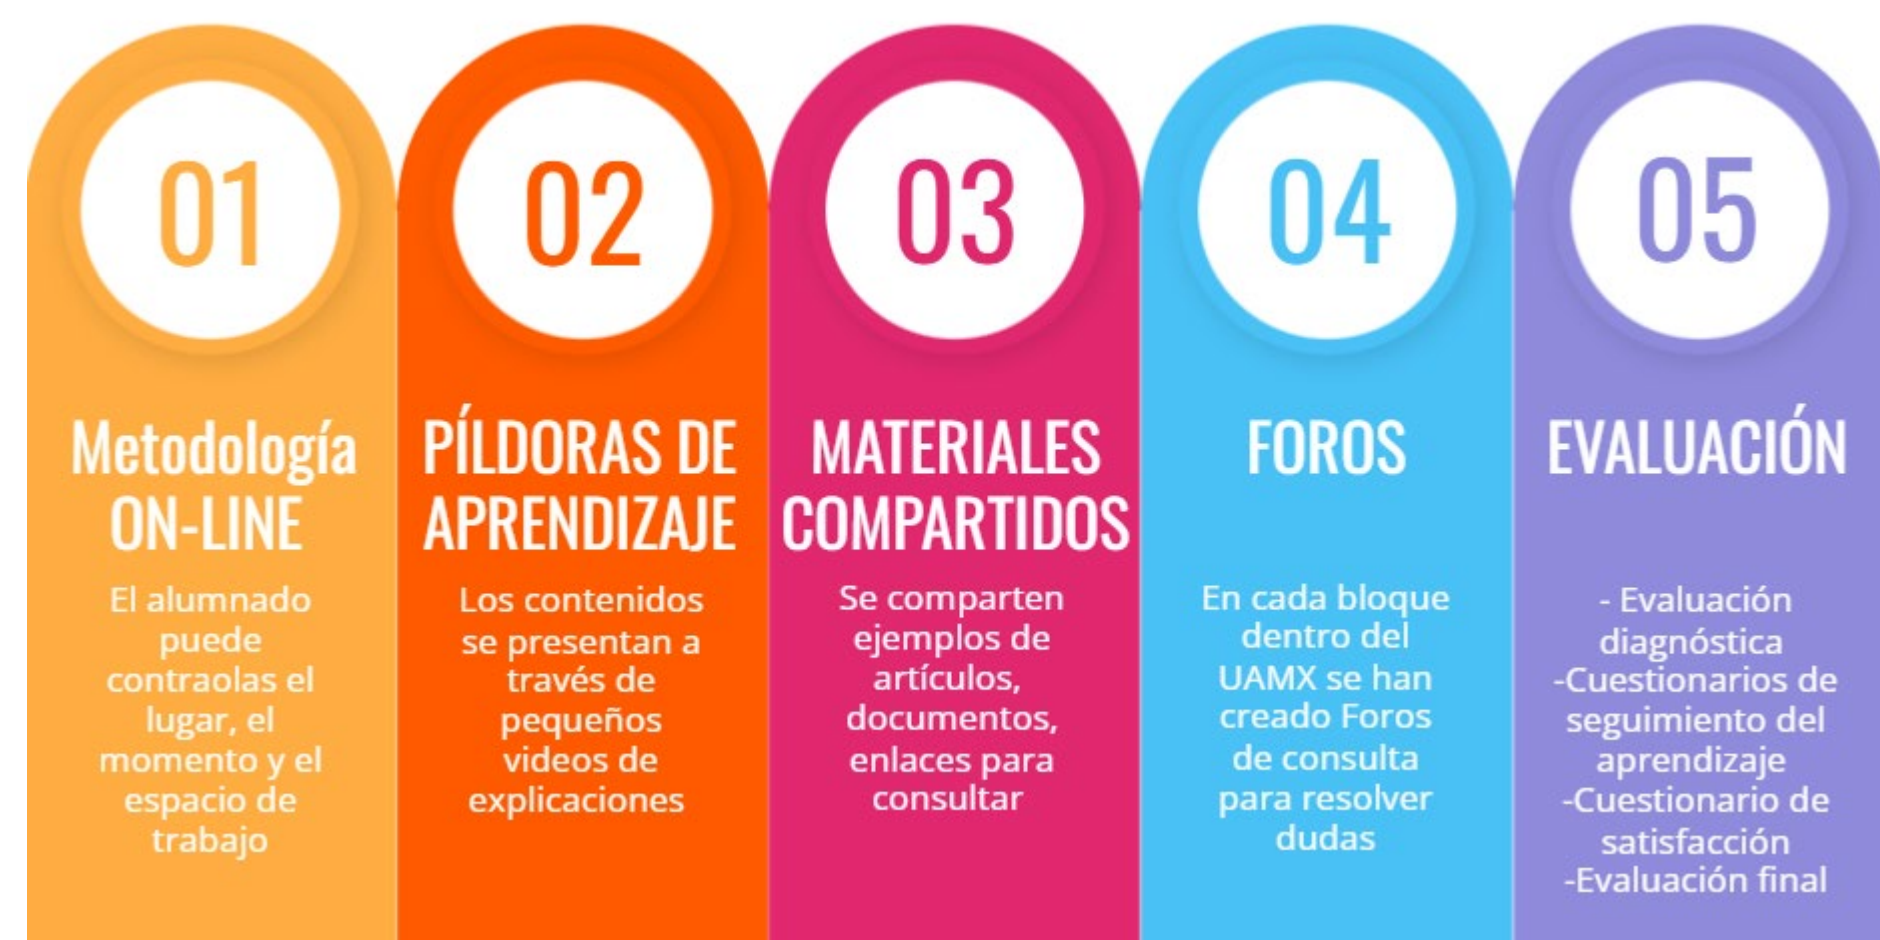 01
Metodología
ON-LINE
El alumnado
puede
contraolas el
lugar, el
momento y el
espacio de
trabajo
02
PÍLDORAS DE
APRENDIZAJE
Los contenidos
se presentan a
través de
pequeños
videos de
explicaciones
03
MATERIALES
COMPARTIDOS
Se comparten
ejemplos de
artículos,
documentos,
enlaces para
consultar
04
FOROS
En cada bloque
dentro del
UAMX se han
creado Foros
de consulta
para resolver
dudas
05
EVALUACIÓN
- Evaluación
diagnóstica
-Cuestionarios de
seguimiento del
aprendizaje
-Cuestionario de
satisfacción
-Evaluación final